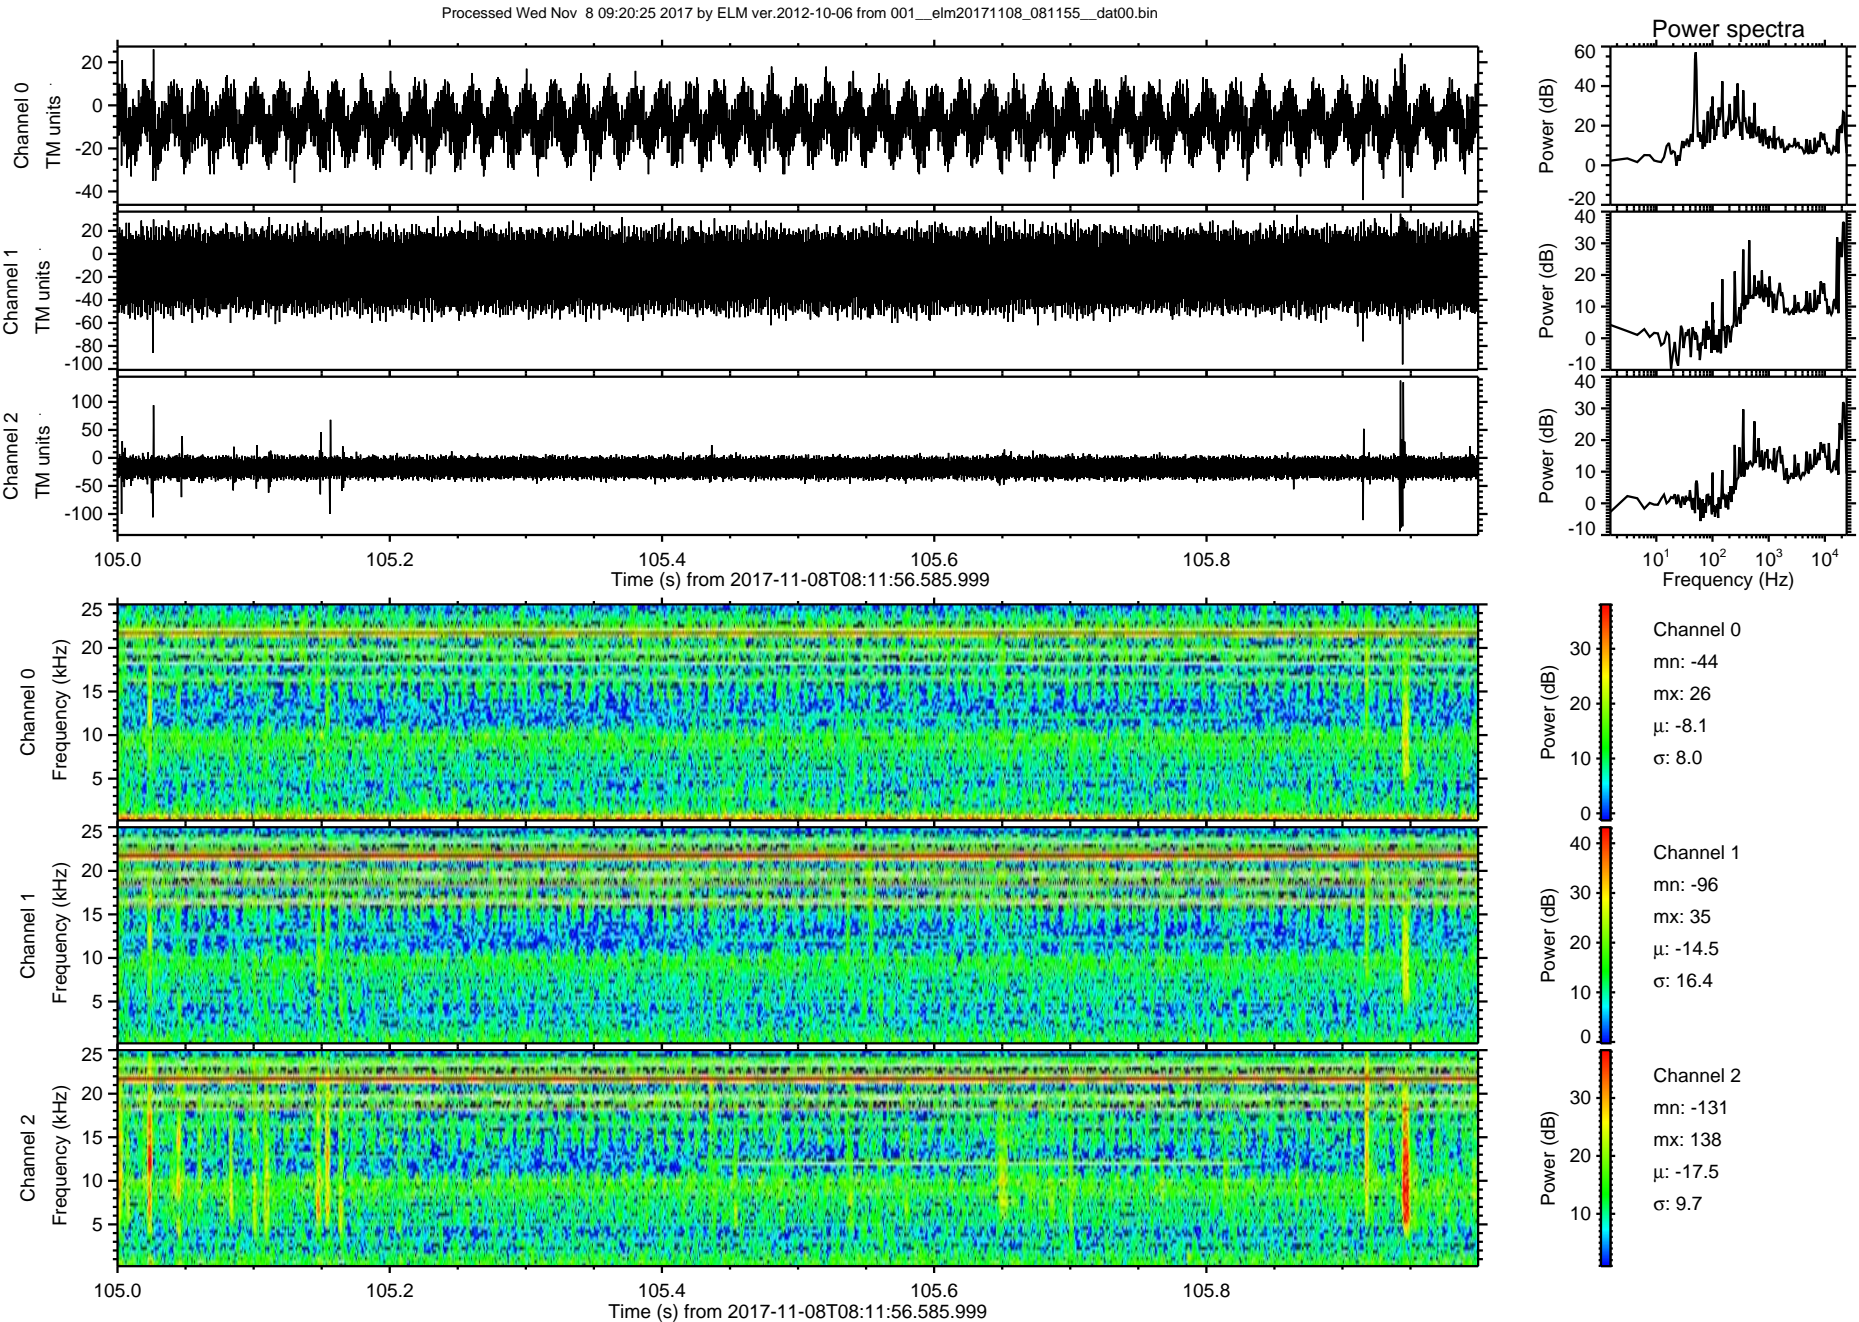 Processed Wed Nov  8 09:20:25 2017 by ELM ver.2012-10-06 from 001__elm20171108_081155__dat00.bin
Power spectra
Channel 0
TM units
20
0
-20
-40
Power (dB)
60
40
20
0
-20
Channel 1
TM units
20
0
-20
-40
-60
-80
-100
Power (dB)
40
30
20
10
0
-10
Channel 2
TM units
100
50
0
-50
-100
Power (dB)
40
30
20
10
0
-10
105.0 105.2 105.4 105.6 105.8
Time (s) from 2017-11-08T08:11:56.585.999
10¹ 10² 10³ 10⁴
Frequency (Hz)
Channel 0
Frequency (kHz)
25
20
15
10
5
Power (dB)
30
20
10
0
Channel 0
mn: -44
mx: 26
μ: -8.1
σ: 8.0
Channel 1
Frequency (kHz)
25
20
15
10
5
Power (dB)
40
30
20
10
0
Channel 1
mn: -96
mx: 35
μ: -14.5
σ: 16.4
Channel 2
Frequency (kHz)
25
20
15
10
5
Power (dB)
30
20
10
Channel 2
mn: -131
mx: 138
μ: -17.5
σ: 9.7
105.0 105.2 105.4 105.6 105.8
Time (s) from 2017-11-08T08:11:56.585.999